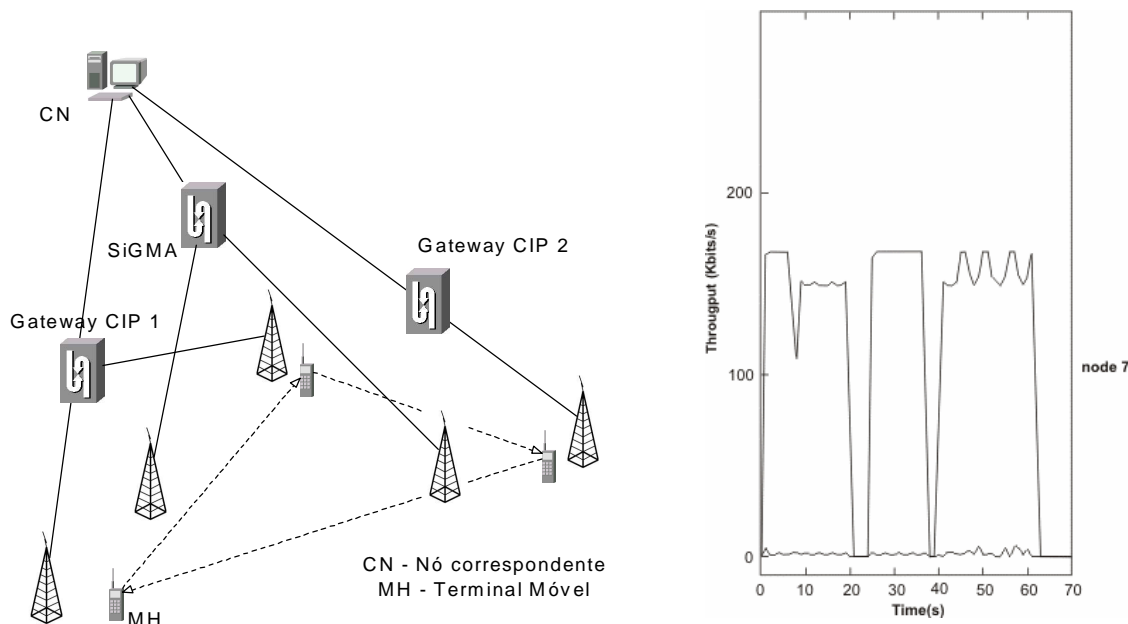 CN
SiGMA
Gateway CIP 2
Gateway CIP 1
CN - Nó correspondente
MH - Terminal Móvel
MH
Througput (Kbits/s)
200
100
0
0
10
20
30
40
50
60
70
Time(s)
node 7